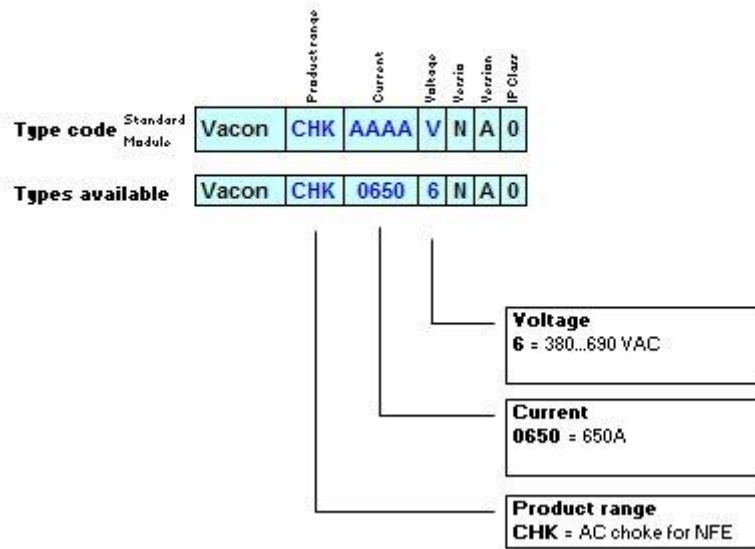 Product range
Current
Voltage
Versio
Version
IP Class
Type code Standard Module Vacon CHK AAAA V N A 0
Types available Vacon CHK 0650 6 N A 0
Voltage
6 = 380...690 VAC
Current
0650 = 650A
Product range
CHK = AC choke for NFE